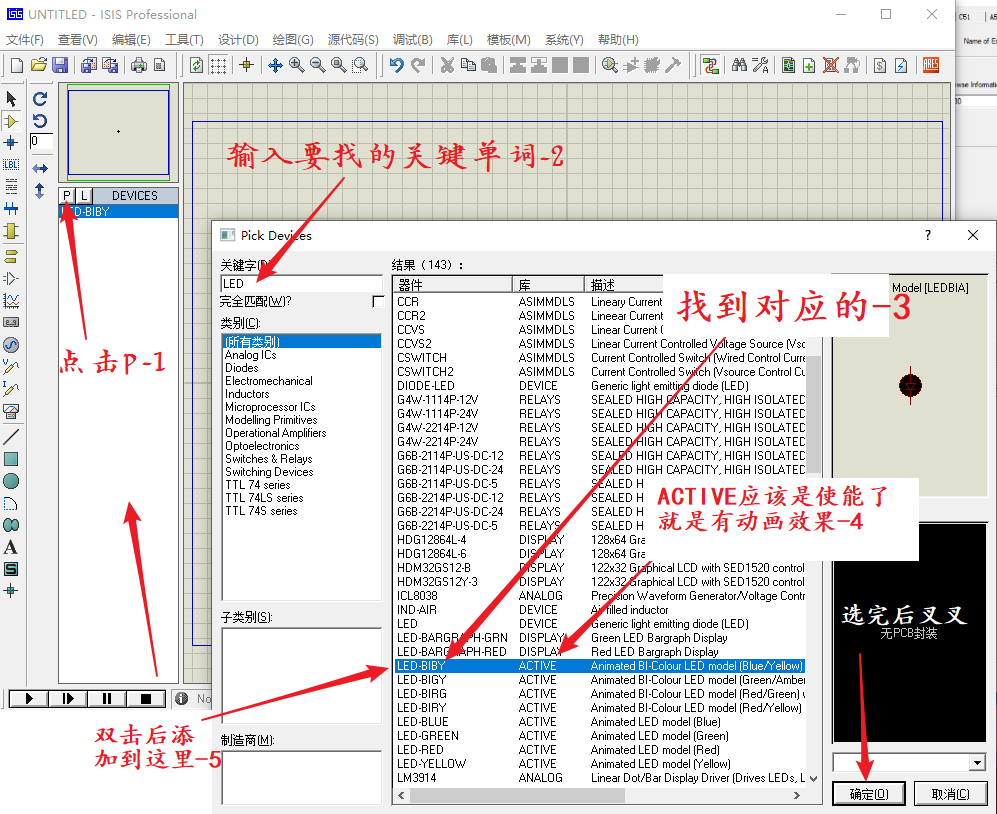 UNTITLED - ISIS Professional
文件(F) 查看(V) 编辑(E) 工具(T) 设计(D) 绘图(G) 源代码(S) 调试(B) 库(L) 模板(M) 系统(Y) 帮助(H)
C51
Name of E
owse Informati
LBL
0
P L DEVICES
LED-BIBY
输入要找的关键单词-2
点击P-1
Pick Devices
关键字(D)
LED
完全匹配(W)?
类别(C):
(所有类别)
Analog ICs
Diodes
Electromechanical
Inductors
Microprocessor ICs
Modelling Primitives
Operational Amplifiers
Optoelectronics
Switches & Relays
Switching Devices
TTL 74 series
TTL 74LS series
TTL 74S series
子类别(S):
制造商(M):
结果（143）:
器件 库 描述
CCR ASIMMDLS Lineary Current
CCR2 ASIMMDLS Lineary Current
CCVS ASIMMDLS Linear Current
CCVS2 ASIMMDLS Linear Current Controlled Voltage Source (Vsc
CSWITCH ASIMMDLS Current Controlled Switch (Wired Control Curr
CSWITCH2 ASIMMDLS Current Controlled Switch (Vsource Control Cu
DIODE-LED DEVICE Generic light emitting diode (LED)
G4W-1114P-12V RELAYS SEALED HIGH CAPACITY, HIGH ISOLATED
G4W-1114P-24V RELAYS SEALED HIGH CAPACITY, HIGH ISOLATED
G4W-2214P-12V RELAYS SEALED HIGH CAPACITY, HIGH ISOLATED
G4W-2214P-24V RELAYS SEALED HIGH CAPACITY, HIGH ISOLATED
G6B-2114P-US-DC-12 RELAYS SEALED HIGH CAPACITY, HIGH ISOLATED
G6B-2114P-US-DC-24 RELAYS SEALED HIGH CAPACITY, HIGH ISOLATED
G6B-2114P-US-DC-5 RELAYS SEALED HIG
G6B-2214P-US-DC-12 RELAYS SEALED HIG
G6B-2214P-US-DC-24 RELAYS SEALED HIG
G6B-2214P-US-DC-5 RELAYS SEALED HIG
HDG12864L-4 DISPLAY 128x64 Gra
HDG12864L-6 DISPLAY 128x64 Gra
HDM32GS12-B DISPLAY 122x32 Graphical LCD with SED1520 control
HDM32GS12Y-3 DISPLAY 122x32 Graphical LCD with SED1520 control
ICL8038 ANALOG Precision Waveform Generator/Voltage Contr
IND-AIR DEVICE Air filled inductor
LED DEVICE Generic light emitting diode (LED)
LED-BARGRAPH-GRN DISPLAY Green LED Bargraph Display
LED-BARGRAPH-RED DISPLAY Red LED Bargraph Display
LED-BIBY ACTIVE Animated BI-Colour LED model (Blue/Yellow)
LED-BIGY ACTIVE Animated BI-Colour LED model (Green/Amber
LED-BIRG ACTIVE Animated BI-Colour LED model (Red/Green)
LED-BIRY ACTIVE Animated BI-Colour LED model (Red/Yellow)
LED-BLUE ACTIVE Animated LED model (Blue)
LED-GREEN ACTIVE Animated LED model (Green)
LED-RED ACTIVE Animated LED model (Red)
LED-YELLOW ACTIVE Animated LED model (Yellow)
LM3914 ANALOG Linear Dot/Bar Display Driver (Drives LEDs, L
找到对应的-3
Model [LEDBIA]
ACTIVE应该是使能了
就是有动画效果-4
选完后叉叉
无PCB封装
双击后添
加到这里-5
No
确定(O) 取消(C)